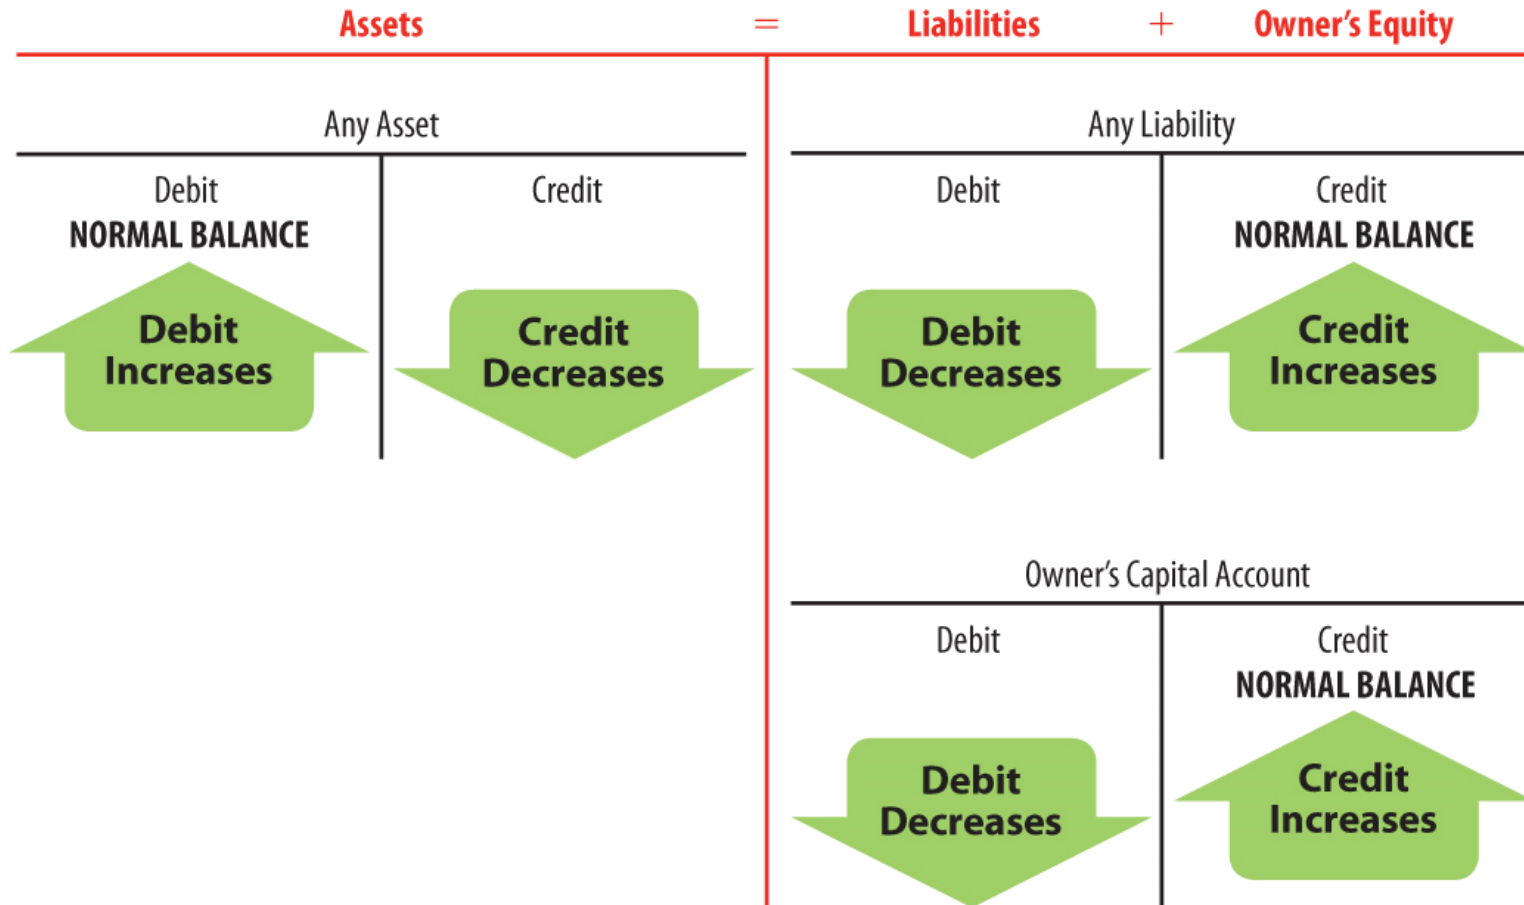 Assets = Liabilities + Owner's Equity
Any Asset
Debit Credit
NORMAL BALANCE
Debit
Increases
Credit
Decreases
Any Liability
Debit Credit
NORMAL BALANCE
Debit
Decreases
Credit
Increases
Owner's Capital Account
Debit Credit
NORMAL BALANCE
Debit
Decreases
Credit
Increases